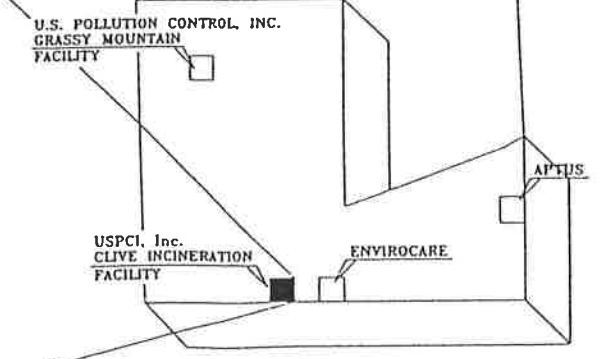 U.S. POLLUTION CONTROL, INC.
GRASSY MOUNTAIN
FACILITY
APTUS
USPCI, Inc.
CLIVE INCINERATION
FACILITY
ENVIROCARE